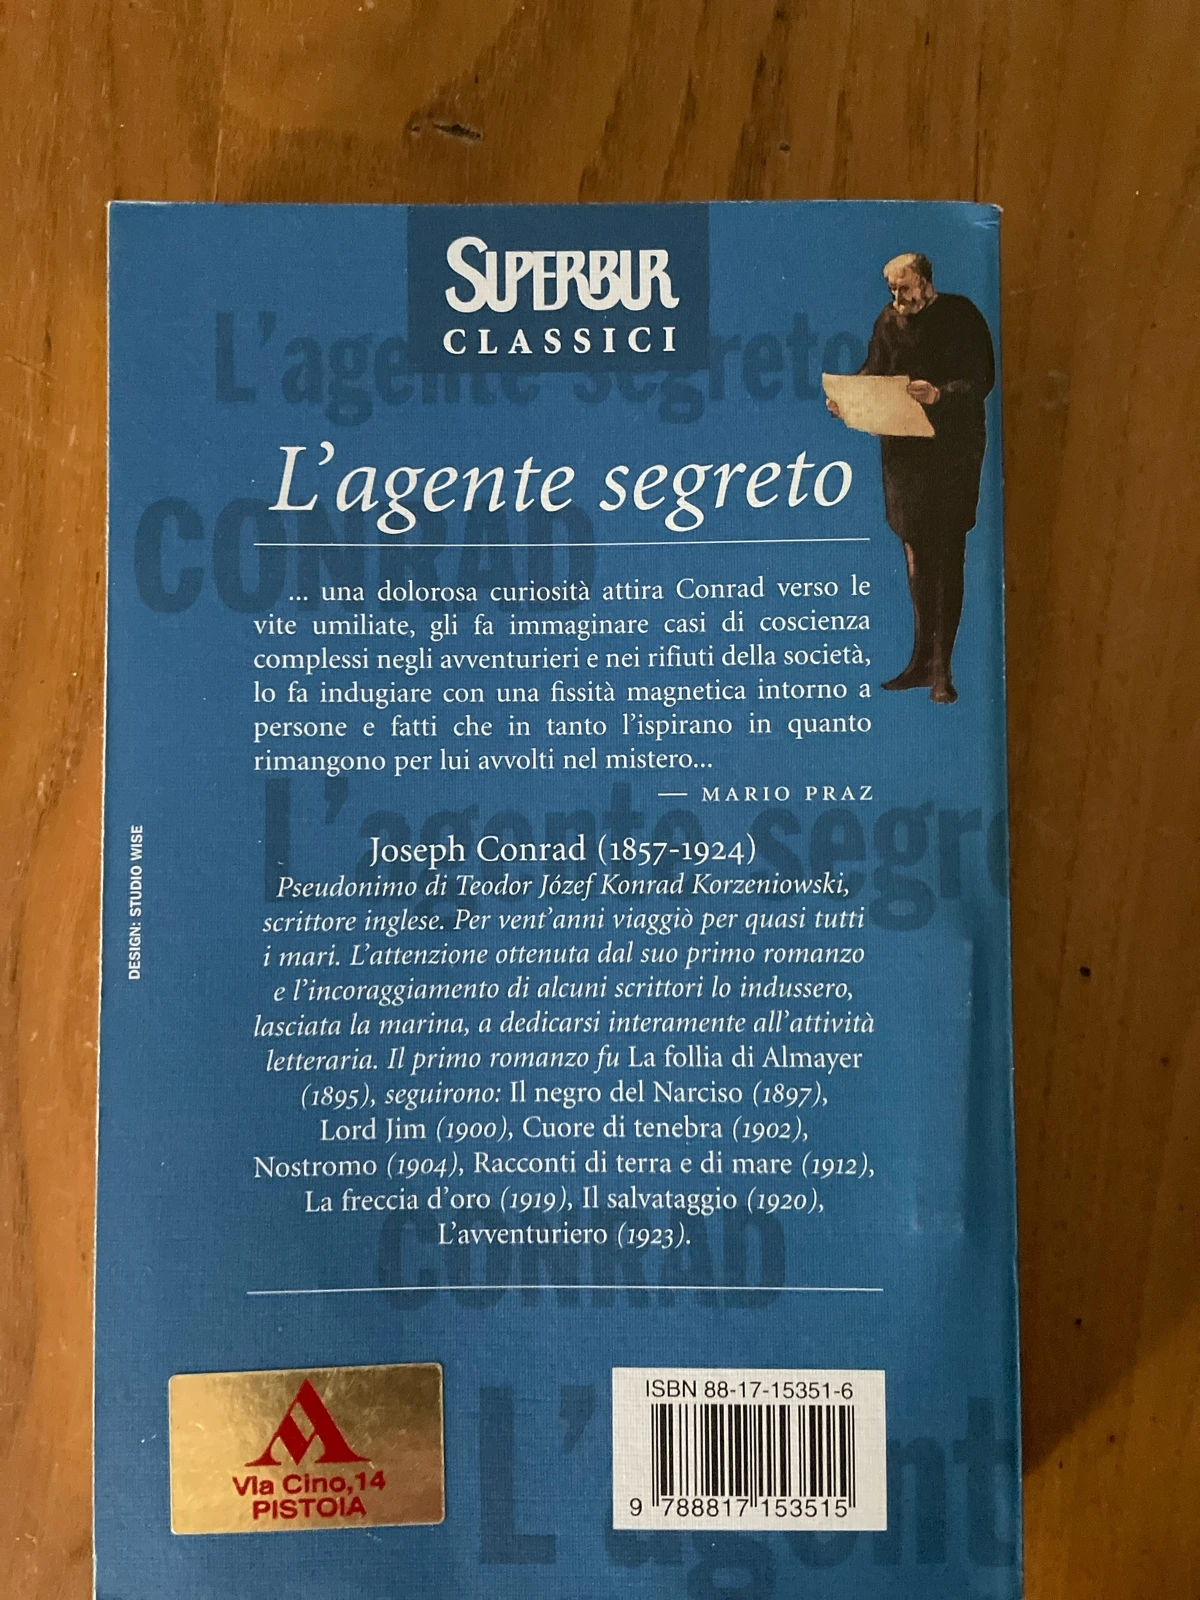 SUPERBUR
CLASSICI
L'agente segreto
CONRAD
L'agente segreto
... una dolorosa curiosità attira Conrad verso le
vite umiliate, gli fa immaginare casi di coscienza
complessi negli avventurieri e nei rifiuti della società,
lo fa indugiare con una fissità magnetica intorno a
persone e fatti che in tanto l'ispirano in quanto
rimangono per lui avvolti nel mistero...
— MARIO PRAZ
L'agente segre
Joseph Conrad (1857-1924)
Pseudonimo di Teodor Józef Konrad Korzeniowski,
scrittore inglese. Per vent'anni viaggiò per quasi tutti
i mari. L'attenzione ottenuta dal suo primo romanzo
e l'incoraggiamento di alcuni scrittori lo indussero,
lasciata la marina, a dedicarsi interamente all'attività
letteraria. Il primo romanzo fu La follia di Almayer
(1895), seguirono: Il negro del Narciso (1897),
Lord Jim (1900), Cuore di tenebra (1902),
Nostromo (1904), Racconti di terra e di mare (1912),
La freccia d'oro (1919), Il salvataggio (1920),
L'avventuriero (1923).
CONRAD
DESIGN: STUDIO WISE
Via Cino,14
PISTOIA
ISBN 88-17-15351-6
9 788817 153515
L'agent